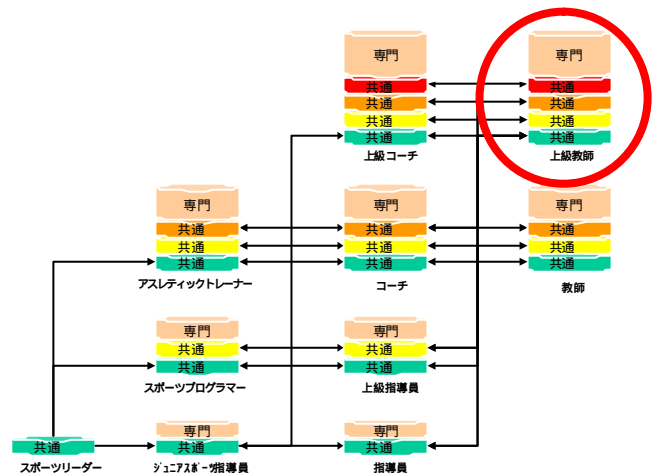 専門
共通
共通
共通
共通
上級コーチ
専門
共通
共通
共通
共通
上級教師
専門
共通
共通
共通
アスレティックトレーナー
専門
共通
共通
共通
コーチ
専門
共通
共通
共通
教師
専門
共通
共通
スポーツプログラマー
専門
共通
共通
上級指導員
共通
スポーツリーダー
専門
共通
ジュニアスポーツ指導員
専門
共通
指導員